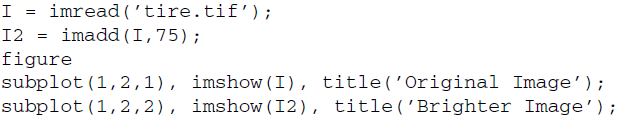 I = imread(’tire.tif’);
I2 = imadd(I,75);
figure
subplot(1,2,1), imshow(I), title(’Original Image’);
subplot(1,2,2), imshow(I2), title(’Brighter Image’);